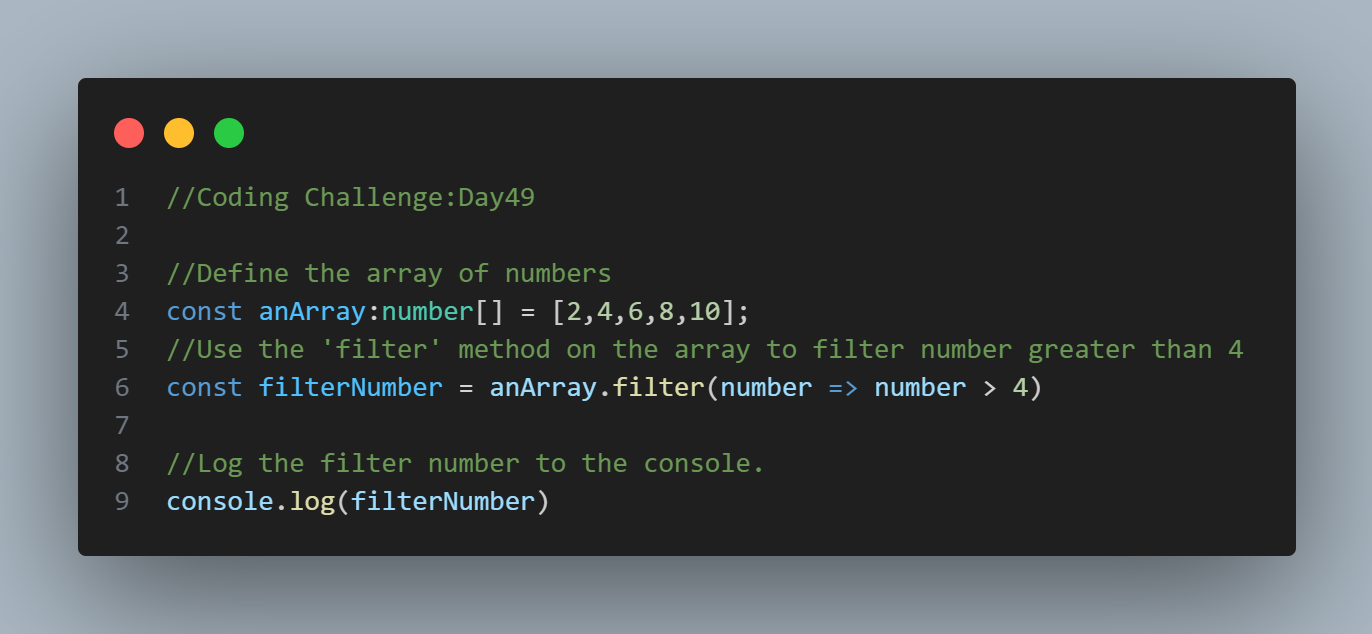 1 //Coding Challenge:Day49
2
3 //Define the array of numbers
4 const anArray:number[] = [2,4,6,8,10];
5 //Use the 'filter' method on the array to filter number greater than 4
6 const filterNumber = anArray.filter(number => number > 4)
7
8 //Log the filter number to the console.
9 console.log(filterNumber)